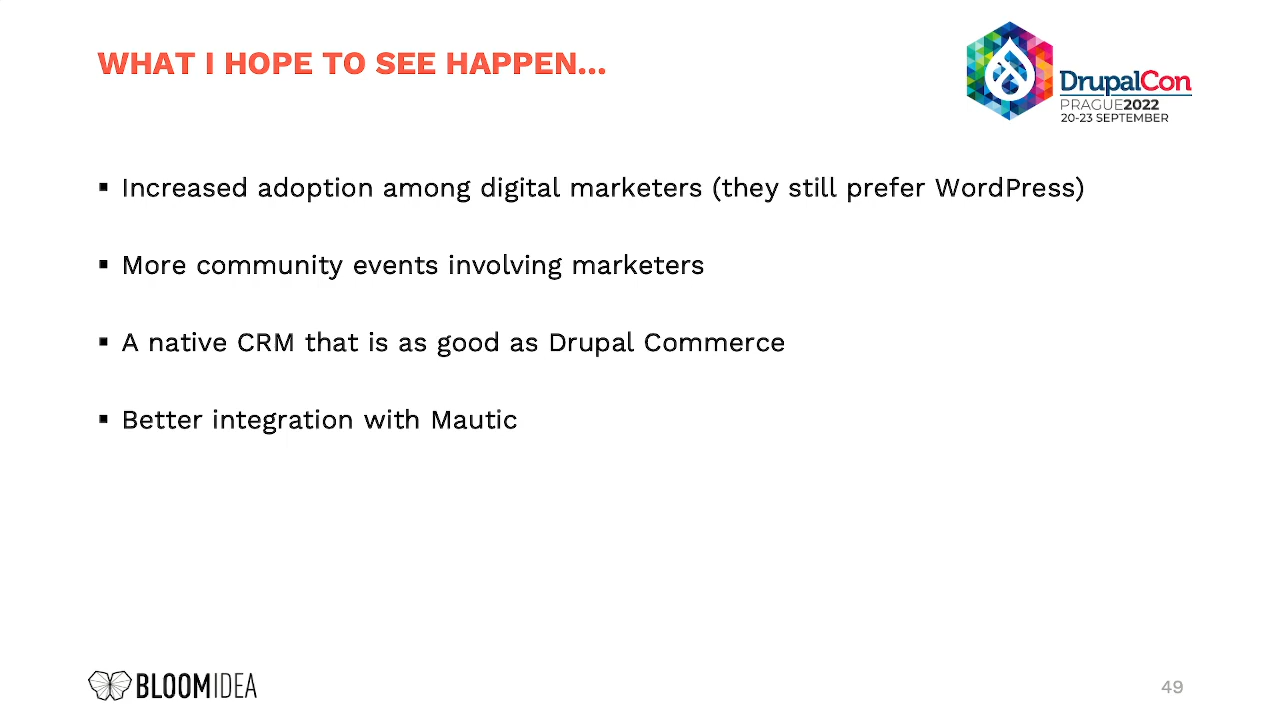 WHAT I HOPE TO SEE HAPPEN...
DrupalCon
PRAGUE2022
20-23 SEPTEMBER
▪ Increased adoption among digital marketers (they still prefer WordPress)
▪ More community events involving marketers
▪ A native CRM that is as good as Drupal Commerce
▪ Better integration with Mautic
BLOOMIDEA
49